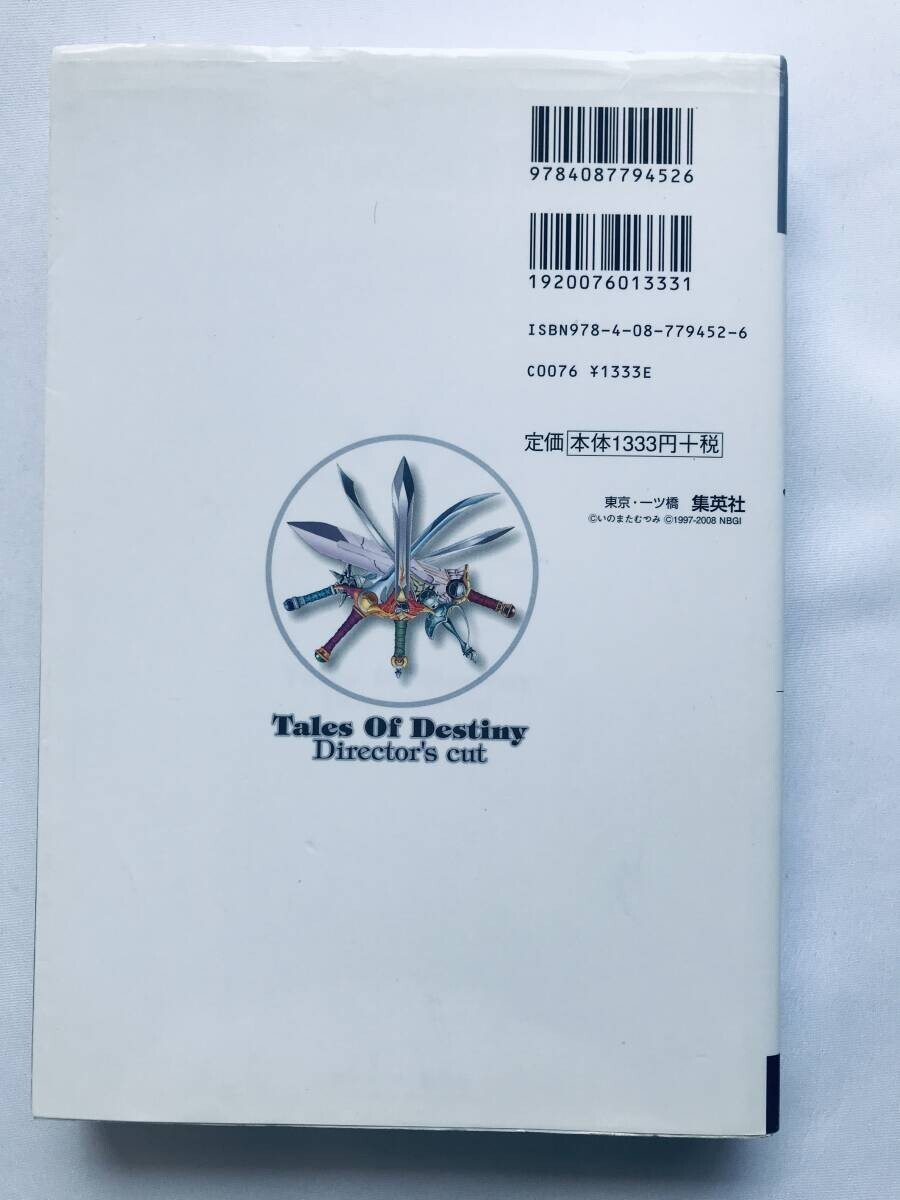 9784087794526
1920076013331
ISBN978-4-08-779452-6
C0076 ¥1333E
定価 本体1333円+税
東京・一ツ橋 集英社
©いのまたむつみ ©1997-2008 NBGI
Tales Of Destiny
Director's cut